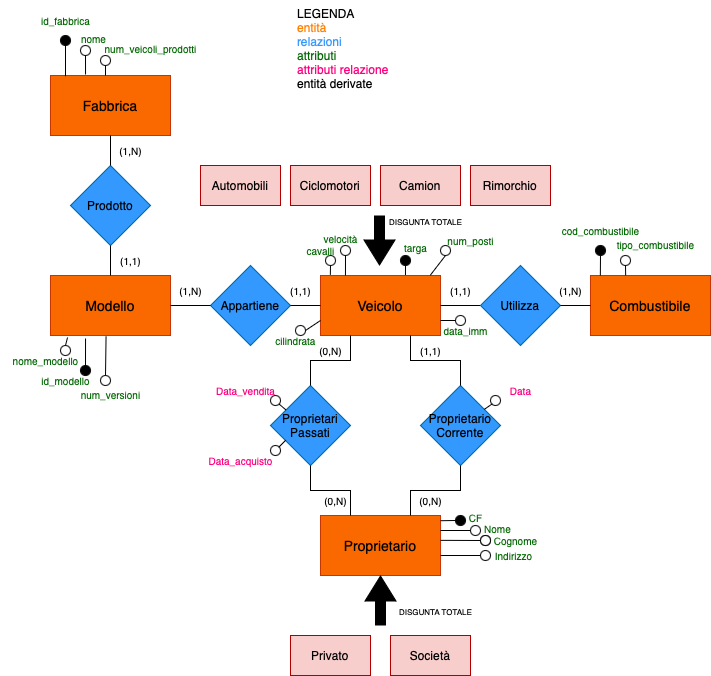 LEGENDA
entità
relazioni
attributi
attributi relazione
entità derivate
id_fabbrica
nome
num_veicoli_prodotti
Fabbrica
(1,N)
Prodotto
(1,1)
Automobili
Ciclomotori
Camion
Rimorchio
DISGUNTA TOTALE
velocità
cavalli
targa
num_posti
cod_combustibile
tipo_combustibile
Modello
(1,N)
Appartiene
(1,1)
Veicolo
(1,1)
Utilizza
(1,N)
Combustibile
cilindrata
data_imm
nome_modello
id_modello
num_versioni
(0,N)
(1,1)
Data_vendita
Data
Proprietari
Passati
Proprietario
Corrente
Data_acquisto
(0,N)
(0,N)
Proprietario
CF
Nome
Cognome
Indirizzo
DISGUNTA TOTALE
Privato
Società